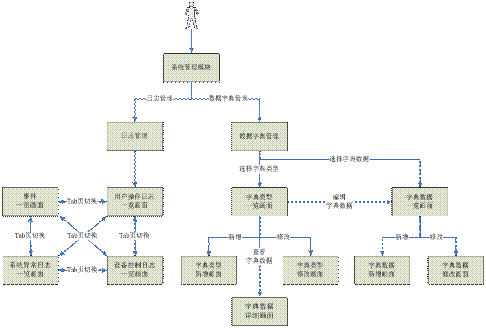 系统管理模块
日志管理
数据字典管理
日志管理
数据字典管理
选择字典类型
选择字典数据
事件
一览画面
Tab页切换
用户操作日志
一览画面
字典类型
一览画面
编辑
字典数据
字典数据
一览画面
Tab页切换
Tab页切换
新增
查看
字典数据
修改
新增
修改
系统异常日志
一览画面
Tab页切换
设备控制日志
一览画面
字典类型
新增画面
字典类型
修改画面
字典数据
新增画面
字典数据
修改画面
字典数据
详细画面